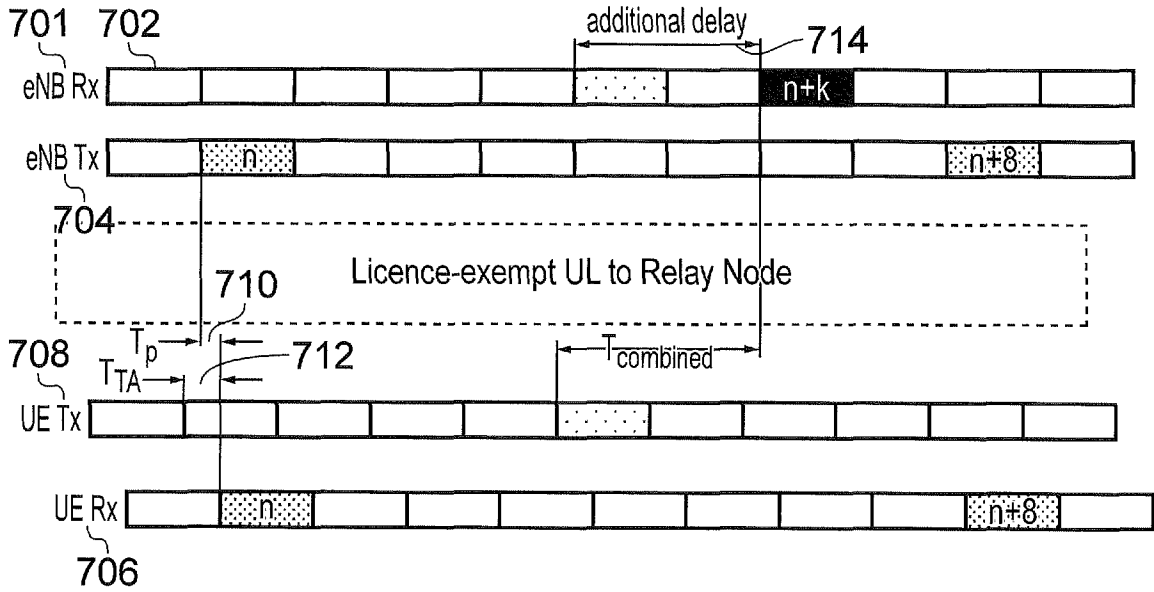 701 702 additional delay 714
eNB Rx n+k
eNB Tx n n+8
704
Licence-exempt UL to Relay Node
710
708 Tp 712 Tcombined
TTA
UE Tx
UE Rx n n+8
706